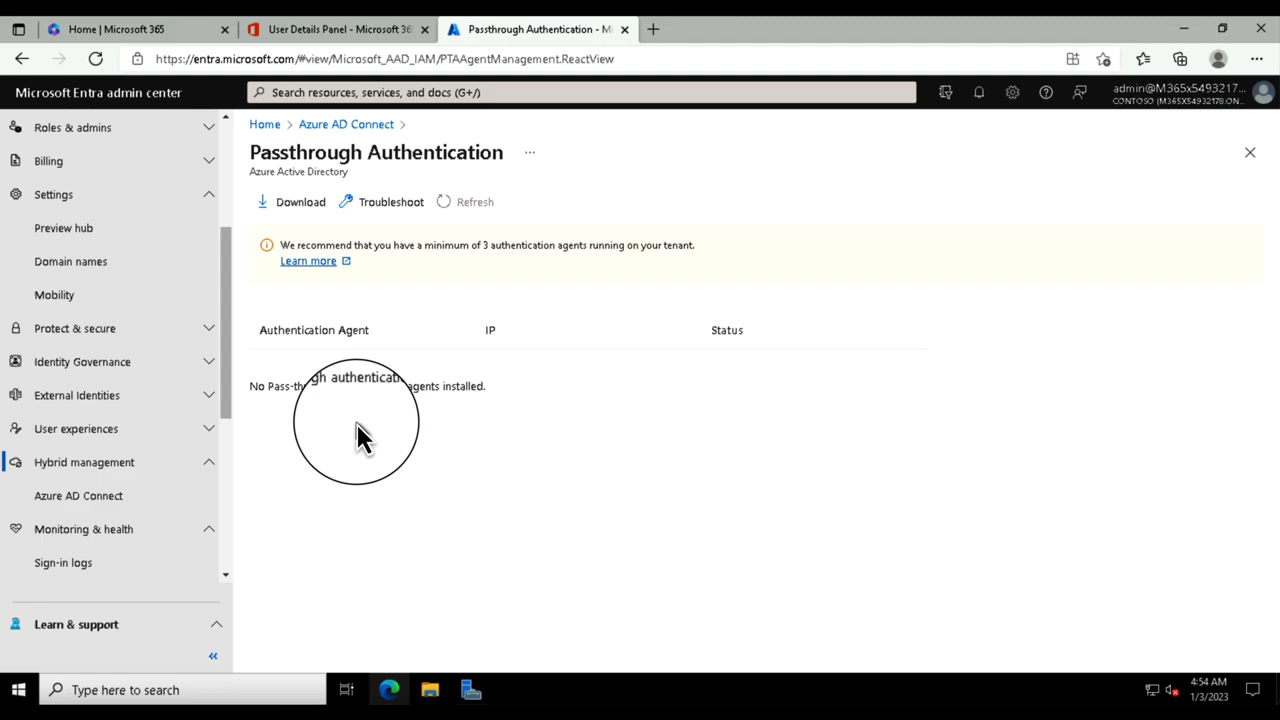 Home | Microsoft 365
User Details Panel - Microsoft 36
Passthrough Authentication - Mi
https://entra.microsoft.com/#view/Microsoft_AAD_IAM/PTAAgentManagement.ReactView
Microsoft Entra admin center
Search resources, services, and docs (G+/)
admin@M365x5493217...
CONTOSO (M365X54932178.ON...
Roles & admins
Billing
Settings
Preview hub
Domain names
Mobility
Protect & secure
Identity Governance
External Identities
User experiences
Hybrid management
Azure AD Connect
Monitoring & health
Sign-in logs
Learn & support
Home > Azure AD Connect >
Passthrough Authentication ...
Azure Active Directory
Download Troubleshoot Refresh
We recommend that you have a minimum of 3 authentication agents running on your tenant.
Learn more
Authentication Agent IP Status
No Pass-through authentication agents installed.
Type here to search
4:54 AM
1/3/2023